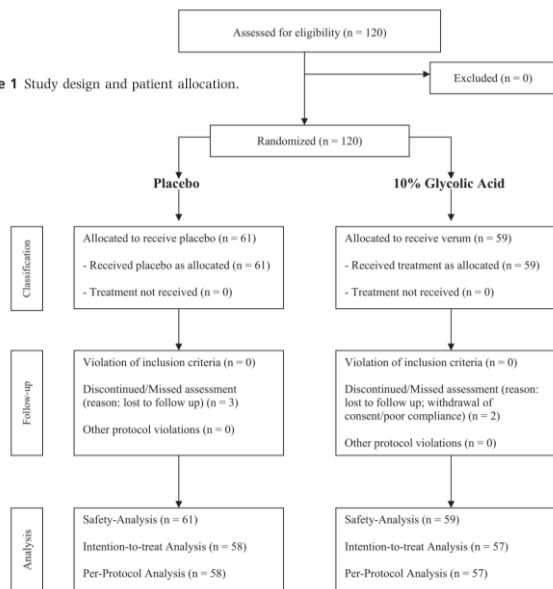 Assessed for eligibility (n = 120)
e 1 Study design and patient allocation.
Excluded (n = 0)
Randomized (n = 120)
Placebo
10% Glycolic Acid
Classification
Allocated to receive placebo (n = 61)
- Received placebo as allocated (n = 61)
- Treatment not received (n = 0)
Allocated to receive verum (n = 59)
- Received treatment as allocated (n = 59)
- Treatment not received (n = 0)
Follow-up
Violation of inclusion criteria (n = 0)
Discontinued/Missed assessment
(reason: lost to follow up) (n = 3)
Other protocol violations (n = 0)
Violation of inclusion criteria (n = 0)
Discontinued/Missed assessment (reason:
lost to follow up; withdrawal of
consent/poor compliance) (n = 2)
Other protocol violations (n = 0)
Analysis
Safety-Analysis (n = 61)
Intention-to-treat Analysis (n = 58)
Per-Protocol Analysis (n = 58)
Safety-Analysis (n = 59)
Intention-to-treat Analysis (n = 57)
Per-Protocol Analysis (n = 57)